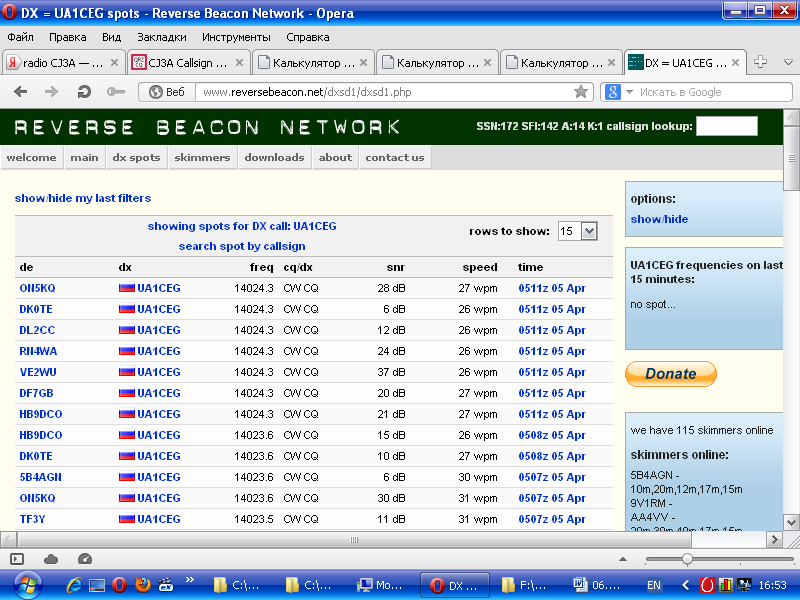 DX = UA1CEG spots - Reverse Beacon Network - Opera
Файл Правка Вид Закладки Инструменты Справка
radio CJ3A — ... CJ3A Callsign ... Калькулятор ... Калькулятор ... Калькулятор ... DX = UA1CEG ...
Веб www.reversebeacon.net/dxsd1/dxsd1.php Искать в Google
REVERSE BEACON NETWORK SSN:172 SFI:142 A:14 K:1 callsign lookup:
welcome main dx spots skimmers downloads about contact us
show/hide my last filters
showing spots for DX call: UA1CEG
search spot by callsign
rows to show: 15
de dx freq cq/dx snr speed time
ON5KQ UA1CEG 14024.3 CW CQ 28 dB 27 wpm 0511z 05 Apr
DK0TE UA1CEG 14024.3 CW CQ 6 dB 26 wpm 0511z 05 Apr
DL2CC UA1CEG 14024.3 CW CQ 12 dB 26 wpm 0511z 05 Apr
RN4WA UA1CEG 14024.3 CW CQ 24 dB 26 wpm 0511z 05 Apr
VE2WU UA1CEG 14024.3 CW CQ 37 dB 26 wpm 0511z 05 Apr
DF7GB UA1CEG 14024.3 CW CQ 20 dB 27 wpm 0511z 05 Apr
HB9DCO UA1CEG 14024.3 CW CQ 21 dB 27 wpm 0511z 05 Apr
HB9DCO UA1CEG 14023.6 CW CQ 15 dB 26 wpm 0508z 05 Apr
DK0TE UA1CEG 14023.6 CW CQ 10 dB 27 wpm 0508z 05 Apr
5B4AGN UA1CEG 14023.6 CW CQ 6 dB 30 wpm 0507z 05 Apr
ON5KQ UA1CEG 14023.6 CW CQ 30 dB 31 wpm 0507z 05 Apr
TF3Y UA1CEG 14023.5 CW CQ 11 dB 31 wpm 0507z 05 Apr
options:
show/hide
UA1CEG frequencies on last
15 minutes:
no spot...
Donate
we have 115 skimmers online
skimmers online:
5B4AGN -
10m,20m,12m,17m,15m
9V1RM -
AA4VV -
C:\... C:\... Mo... DX ... F:\... 06.... EN 16:53